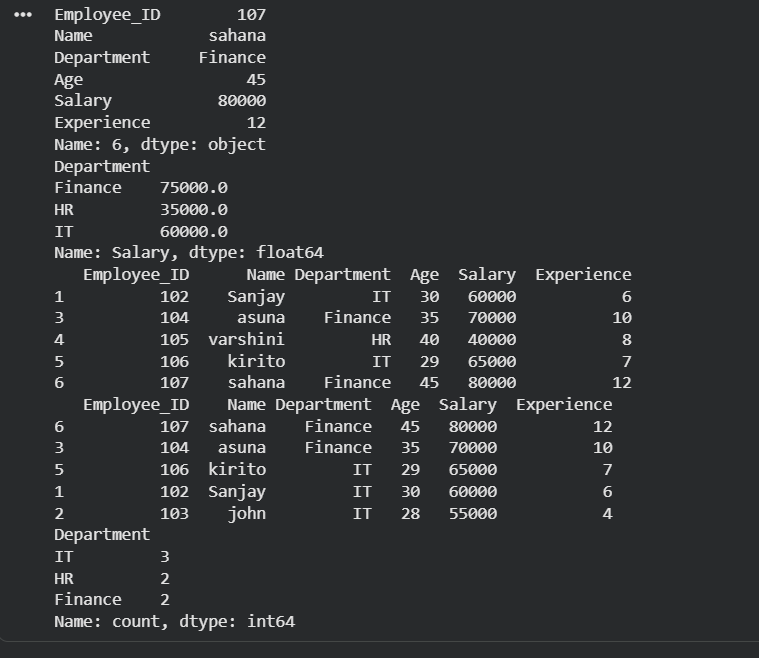 Employee_ID        107
Name            sahana
Department     Finance
Age                 45
Salary           80000
Experience          12
Name: 6, dtype: object
Department
Finance    75000.0
HR         35000.0
IT         60000.0
Name: Salary, dtype: float64
   Employee_ID      Name Department  Age  Salary  Experience
1          102    Sanjay         IT   30   60000           6
3          104     asuna    Finance   35   70000          10
4          105  varshini         HR   40   40000           8
5          106    kirito         IT   29   65000           7
6          107    sahana    Finance   45   80000          12
   Employee_ID    Name Department  Age  Salary  Experience
6          107  sahana    Finance   45   80000          12
3          104   asuna    Finance   35   70000          10
5          106  kirito         IT   29   65000           7
1          102  Sanjay         IT   30   60000           6
2          103    john         IT   28   55000           4
Department
IT         3
HR         2
Finance    2
Name: count, dtype: int64